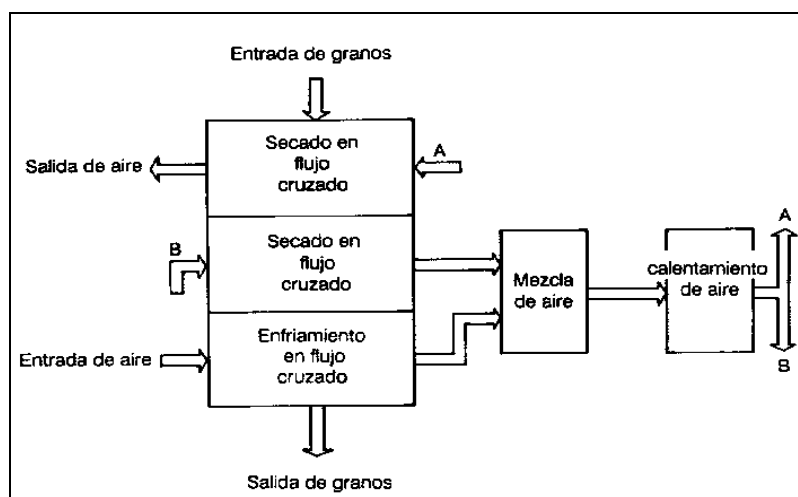 Entrada de granos
Secado en
flujo
cruzado
Salida de aire
A
B
Secado en
flujo
cruzado
Mezcla
de aire
calentamiento
de aire
A
B
Enfriamiento
en flujo
cruzado
Entrada de aire
Salida de granos